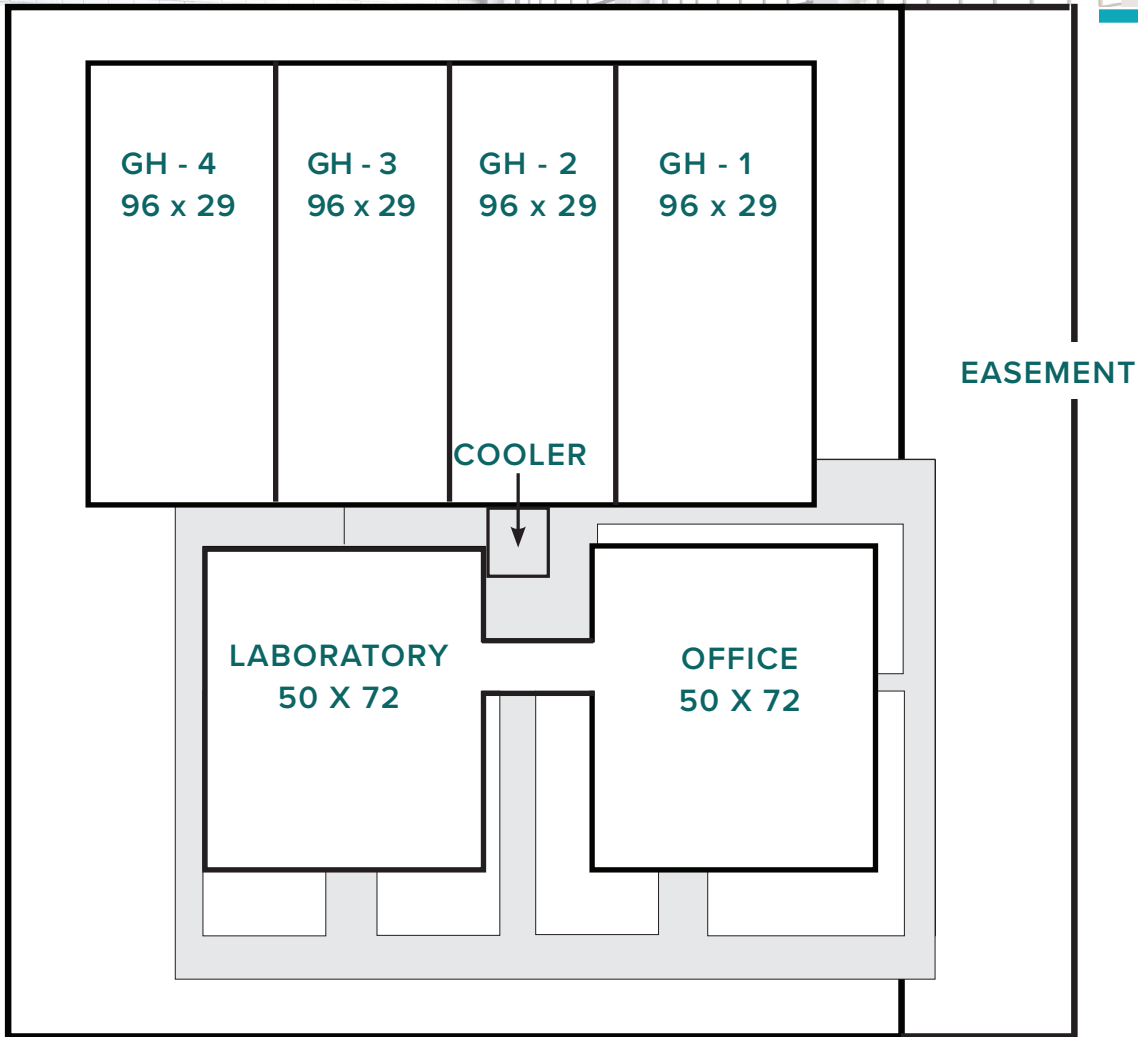 GH - 4
96 x 29
GH - 3
96 x 29
GH - 2
96 x 29
GH - 1
96 x 29
EASEMENT
COOLER
LABORATORY
50 X 72
OFFICE
50 X 72